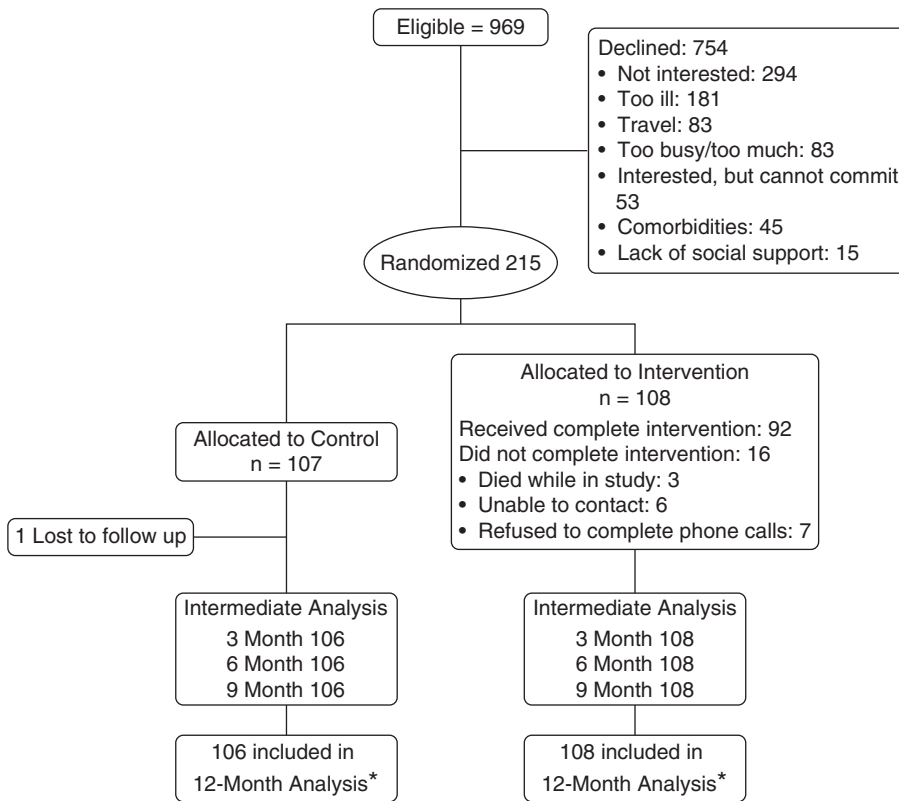 Eligible = 969
Declined: 754
• Not interested: 294
• Too ill: 181
• Travel: 83
• Too busy/too much: 83
• Interested, but cannot commit
53
• Comorbidities: 45
• Lack of social support: 15
Randomized 215
Allocated to Control
n = 107
1 Lost to follow up
Allocated to Intervention
n = 108
Received complete intervention: 92
Did not complete intervention: 16
• Died while in study: 3
• Unable to contact: 6
• Refused to complete phone calls: 7
Intermediate Analysis
3 Month 106
6 Month 106
9 Month 106
Intermediate Analysis
3 Month 108
6 Month 108
9 Month 108
106 included in
12-Month Analysis*
108 included in
12-Month Analysis*